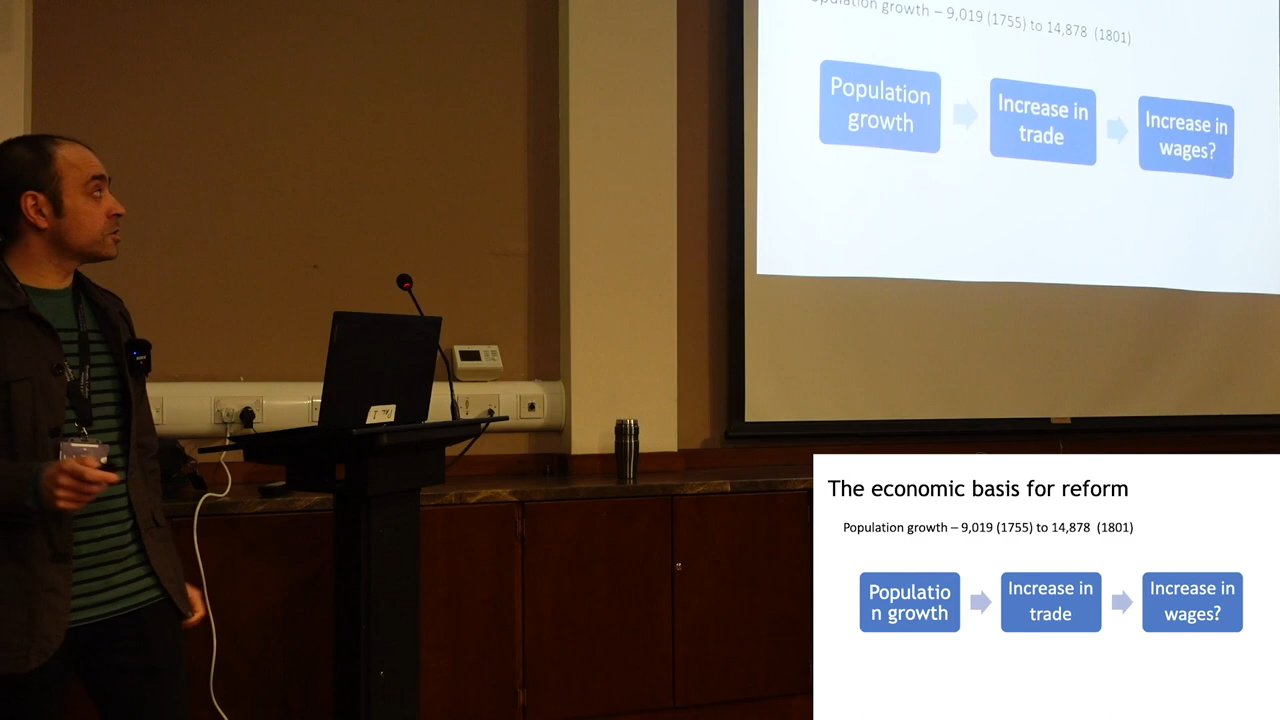 growth – 9,019 (1755) to 14,878 (1801)
Population
growth
Increase in
trade
Increase in
wages?
The economic basis for reform
Population growth – 9,019 (1755) to 14,878 (1801)
Populatio
n growth
Increase in
trade
Increase in
wages?